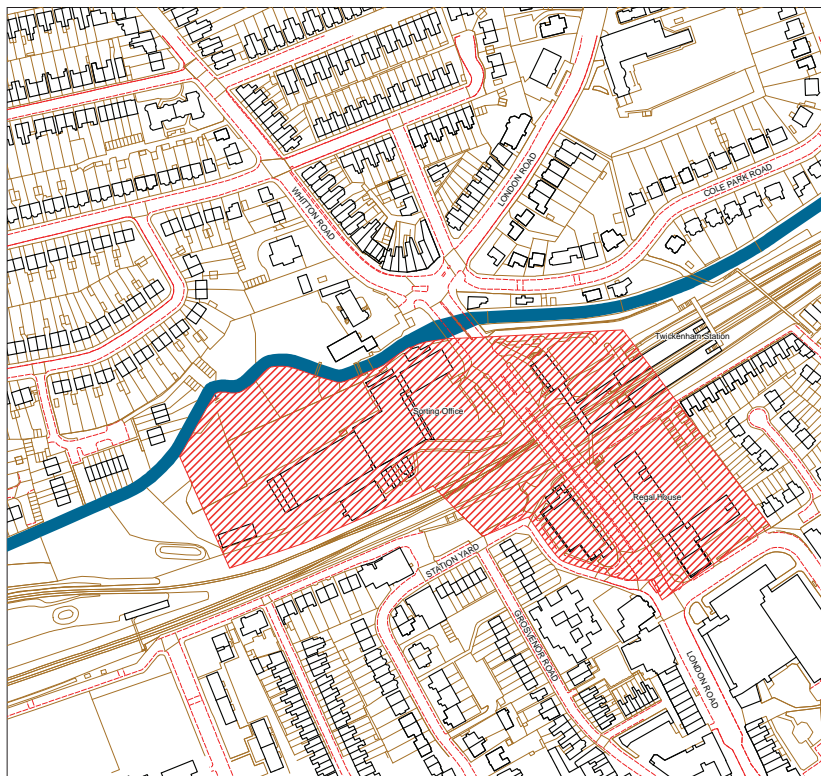 LONDON ROAD
COLE PARK ROAD
WHITTON ROAD
Twickenham Station
Sorting Office
Regal House
STATION YARD
GROSVENOR ROAD
LONDON ROAD